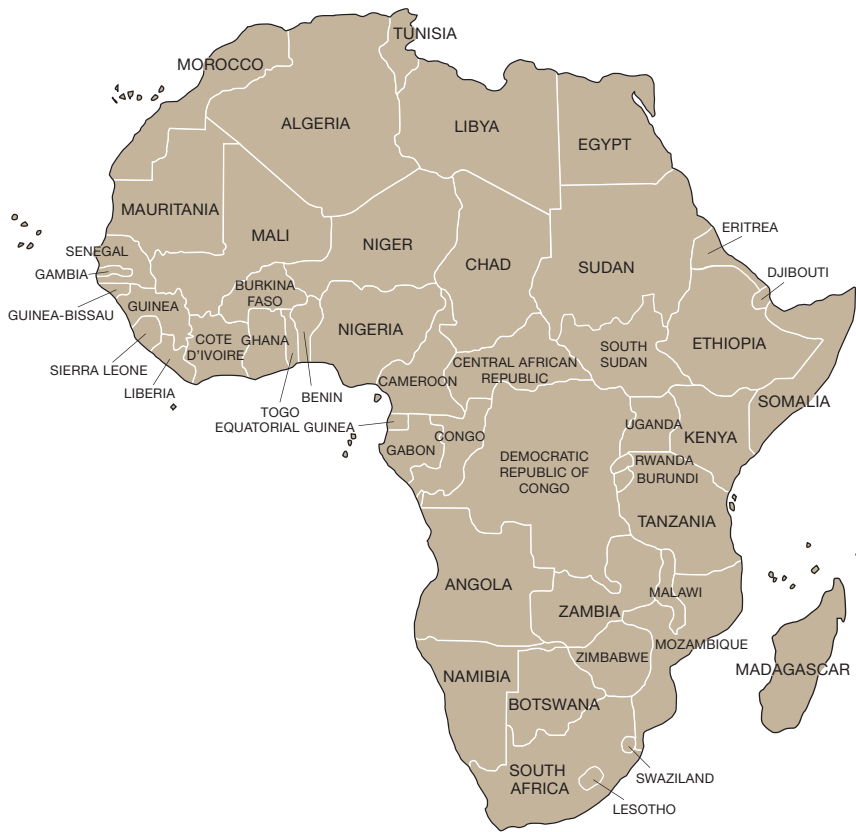 TUNISIA
MOROCCO
ALGERIA
LIBYA
EGYPT
MAURITANIA
MALI
NIGER
CHAD
SUDAN
ERITREA
DJIBOUTI
SENEGAL
GAMBIA
GUINEA-BISSAU
GUINEA
SIERRA LEONE
LIBERIA
COTE
D'IVOIRE
BURKINA
FASO
GHANA
TOGO
BENIN
NIGERIA
CAMEROON
CENTRAL AFRICAN
REPUBLIC
SOUTH
SUDAN
ETHIOPIA
SOMALIA
EQUATORIAL GUINEA
GABON
CONGO
DEMOCRATIC
REPUBLIC OF
CONGO
UGANDA
KENYA
RWANDA
BURUNDI
TANZANIA
ANGOLA
ZAMBIA
MALAWI
MOZAMBIQUE
ZIMBABWE
MADAGASCAR
NAMIBIA
BOTSWANA
SOUTH
AFRICA
SWAZILAND
LESOTHO